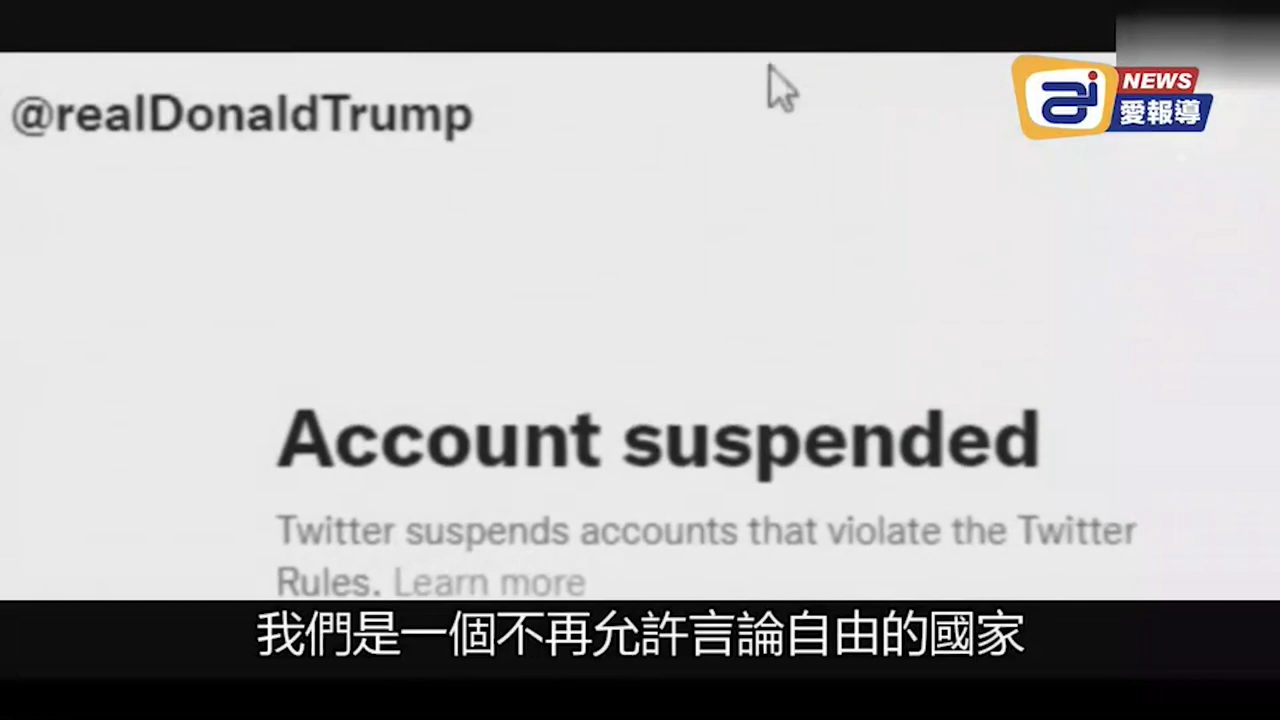 @realDonaldTrump
NEWS
愛報導
Account suspended
Twitter suspends accounts that violate the Twitter
Rules. Learn more
我們是一個不再允許言論自由的國家